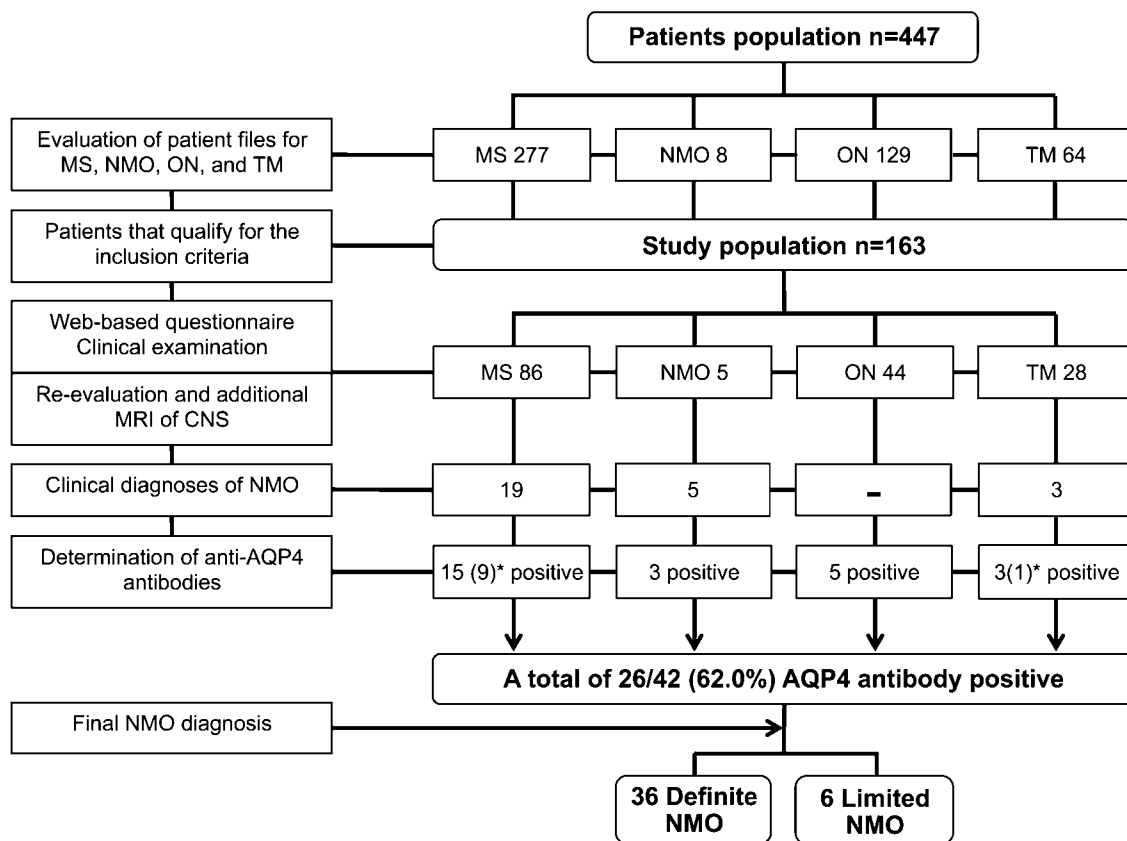 Patients population n=447
Evaluation of patient files for
MS, NMO, ON, and TM
MS 277
NMO 8
ON 129
TM 64
Patients that qualify for the
inclusion criteria
Study population n=163
Web-based questionnaire
Clinical examination
Re-evaluation and additional
MRI of CNS
MS 86
NMO 5
ON 44
TM 28
Clinical diagnoses of NMO
19
5
-
3
Determination of anti-AQP4
antibodies
15 (9)* positive
3 positive
5 positive
3(1)* positive
A total of 26/42 (62.0%) AQP4 antibody positive
Final NMO diagnosis
36 Definite
NMO
6 Limited
NMO